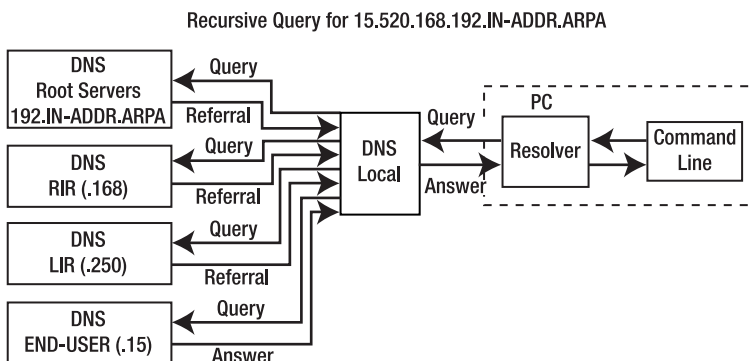 Recursive Query for 15.520.168.192.IN-ADDR.ARPA
DNS
Root Servers
192.IN-ADDR.ARPA
Query
Referral
DNS
RIR (.168)
Query
Referral
DNS
LIR (.250)
Query
Referral
DNS
END-USER (.15)
Query
Answer
DNS
Local
Query
Answer
PC
Resolver
Command
Line